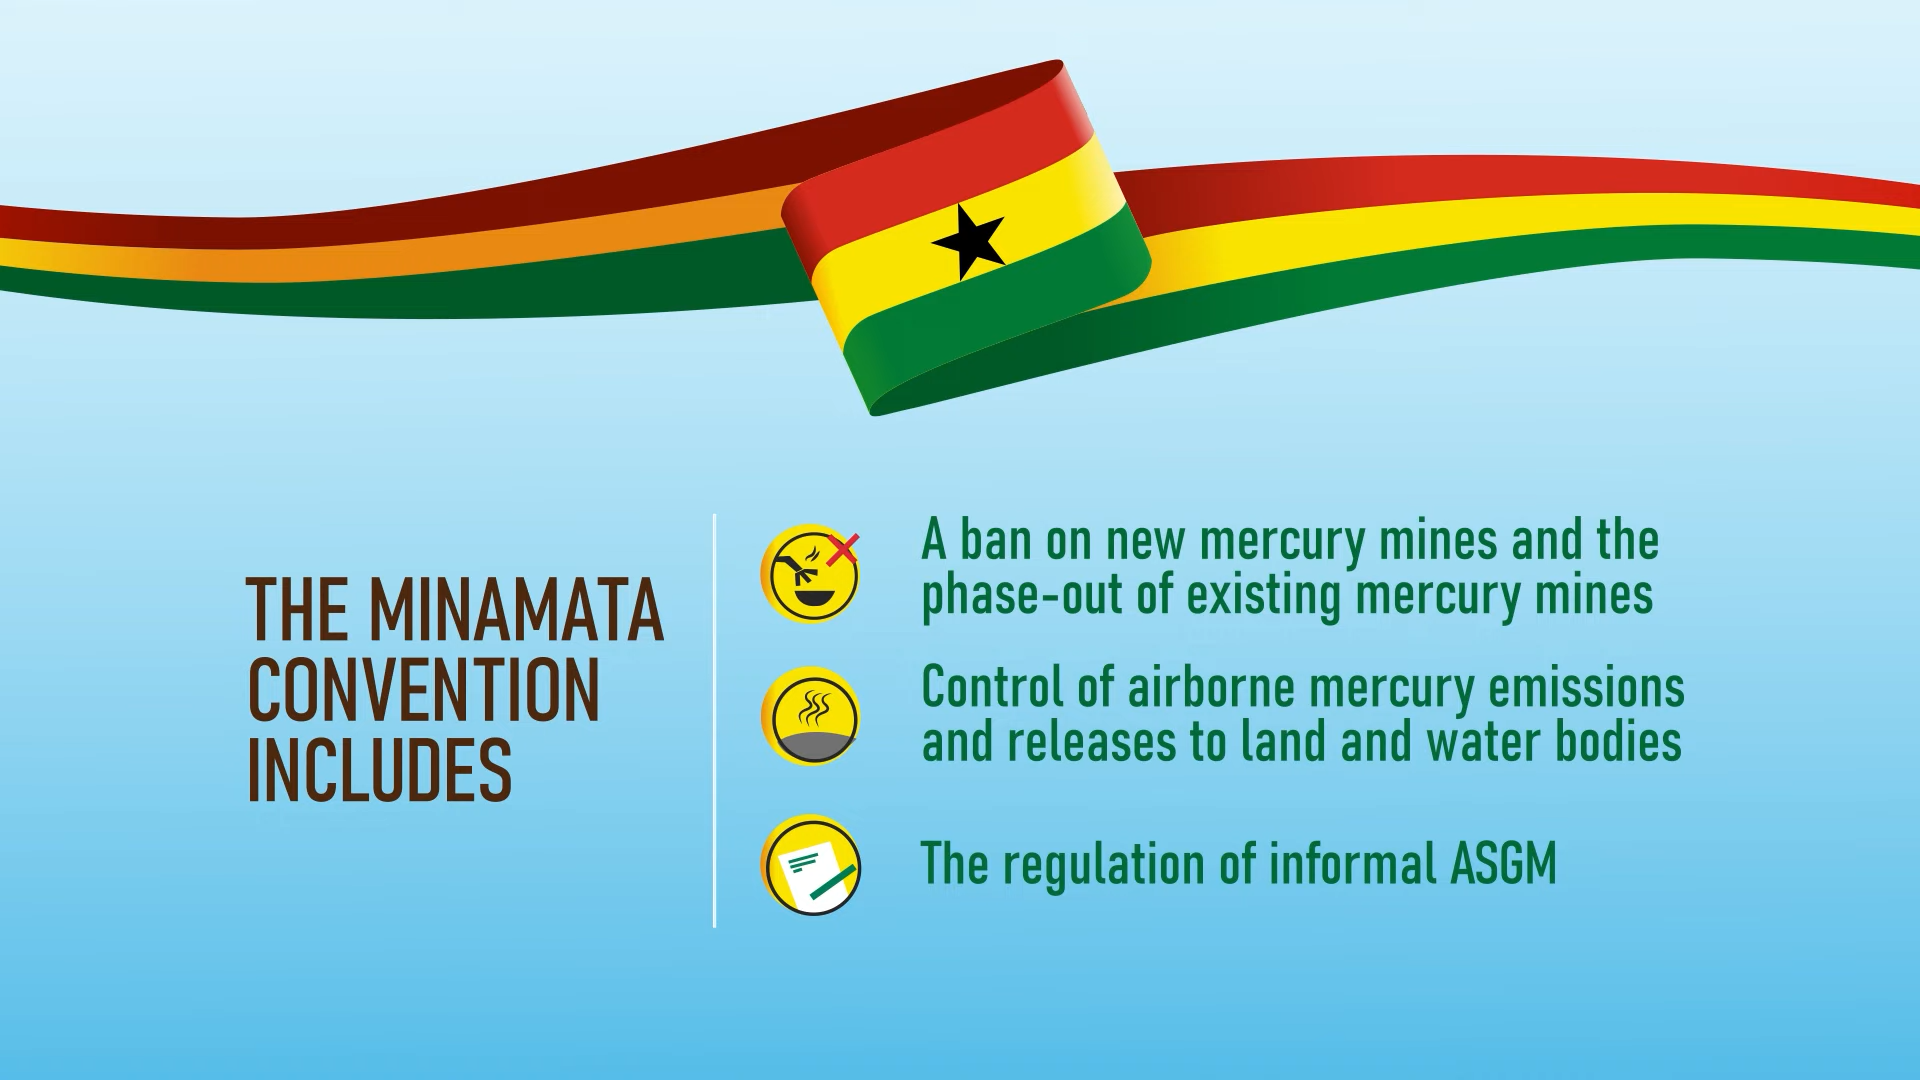 THE MINAMATA
CONVENTION
INCLUDES
A ban on new mercury mines and the
phase-out of existing mercury mines
Control of airborne mercury emissions
and releases to land and water bodies
The regulation of informal ASGM